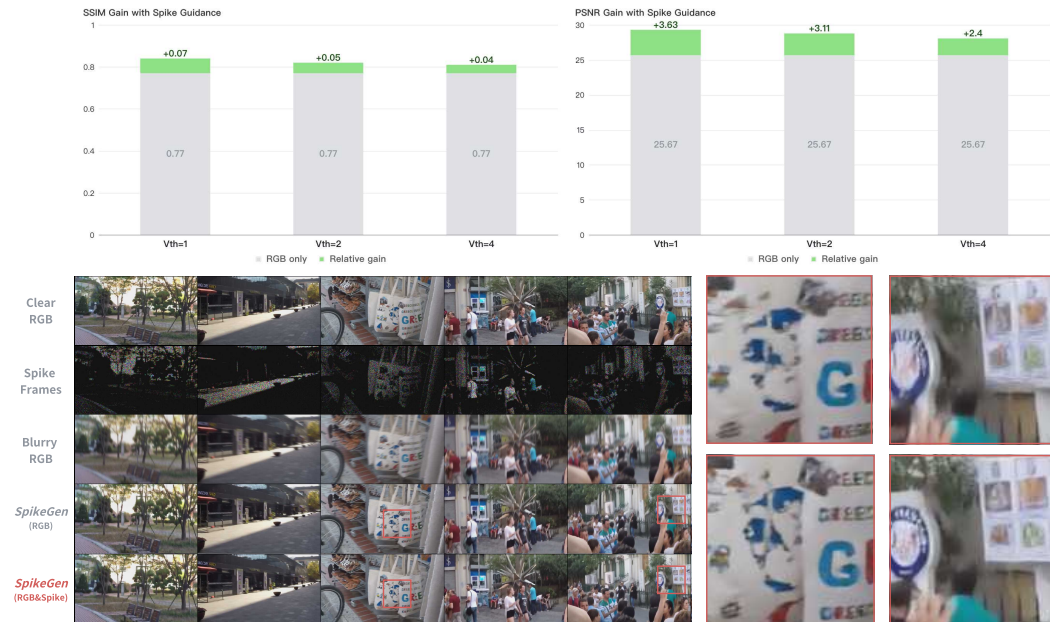 SSIM Gain with Spike Guidance
1
0.8
0.6
0.4
0.2
0
+0.07
+0.05
+0.04
0.77
0.77
0.77
Vth=1
Vth=2
Vth=4
RGB only
Relative gain
PSNR Gain with Spike Guidance
30
25
20
15
10
5
0
+3.63
+3.11
+2.4
25.67
25.67
25.67
Vth=1
Vth=2
Vth=4
RGB only
Relative gain
Clear
RGB
Spike
Frames
Blurry
RGB
SpikeGen
(RGB)
SpikeGen
(RGB&Spike)